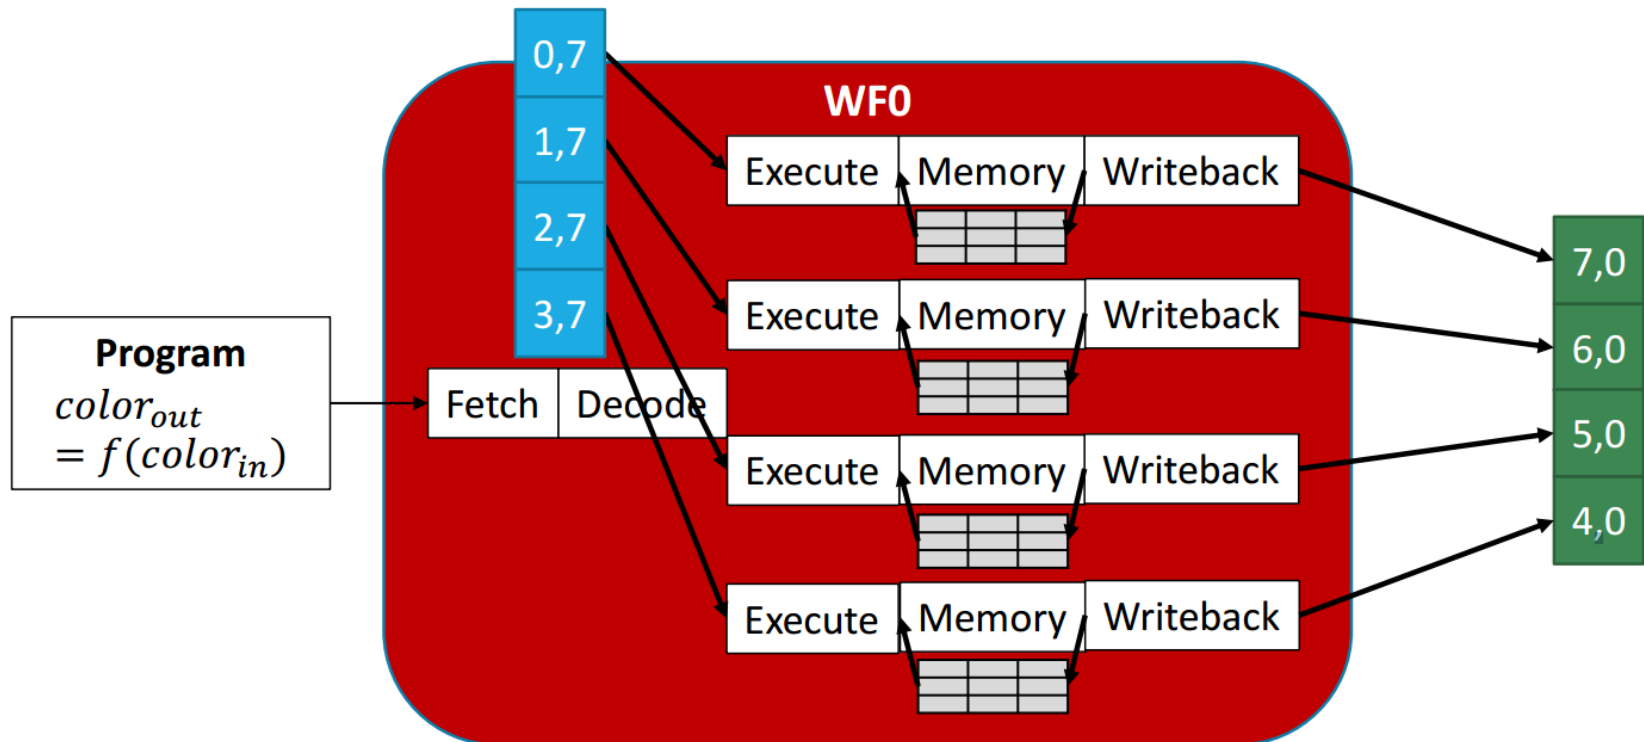 0,7
1,7
2,7
3,7
WF0
Program
color_out
= f(color_in)
Fetch Decode
Execute Memory Writeback
Execute Memory Writeback
Execute Memory Writeback
Execute Memory Writeback
7,0
6,0
5,0
4,0